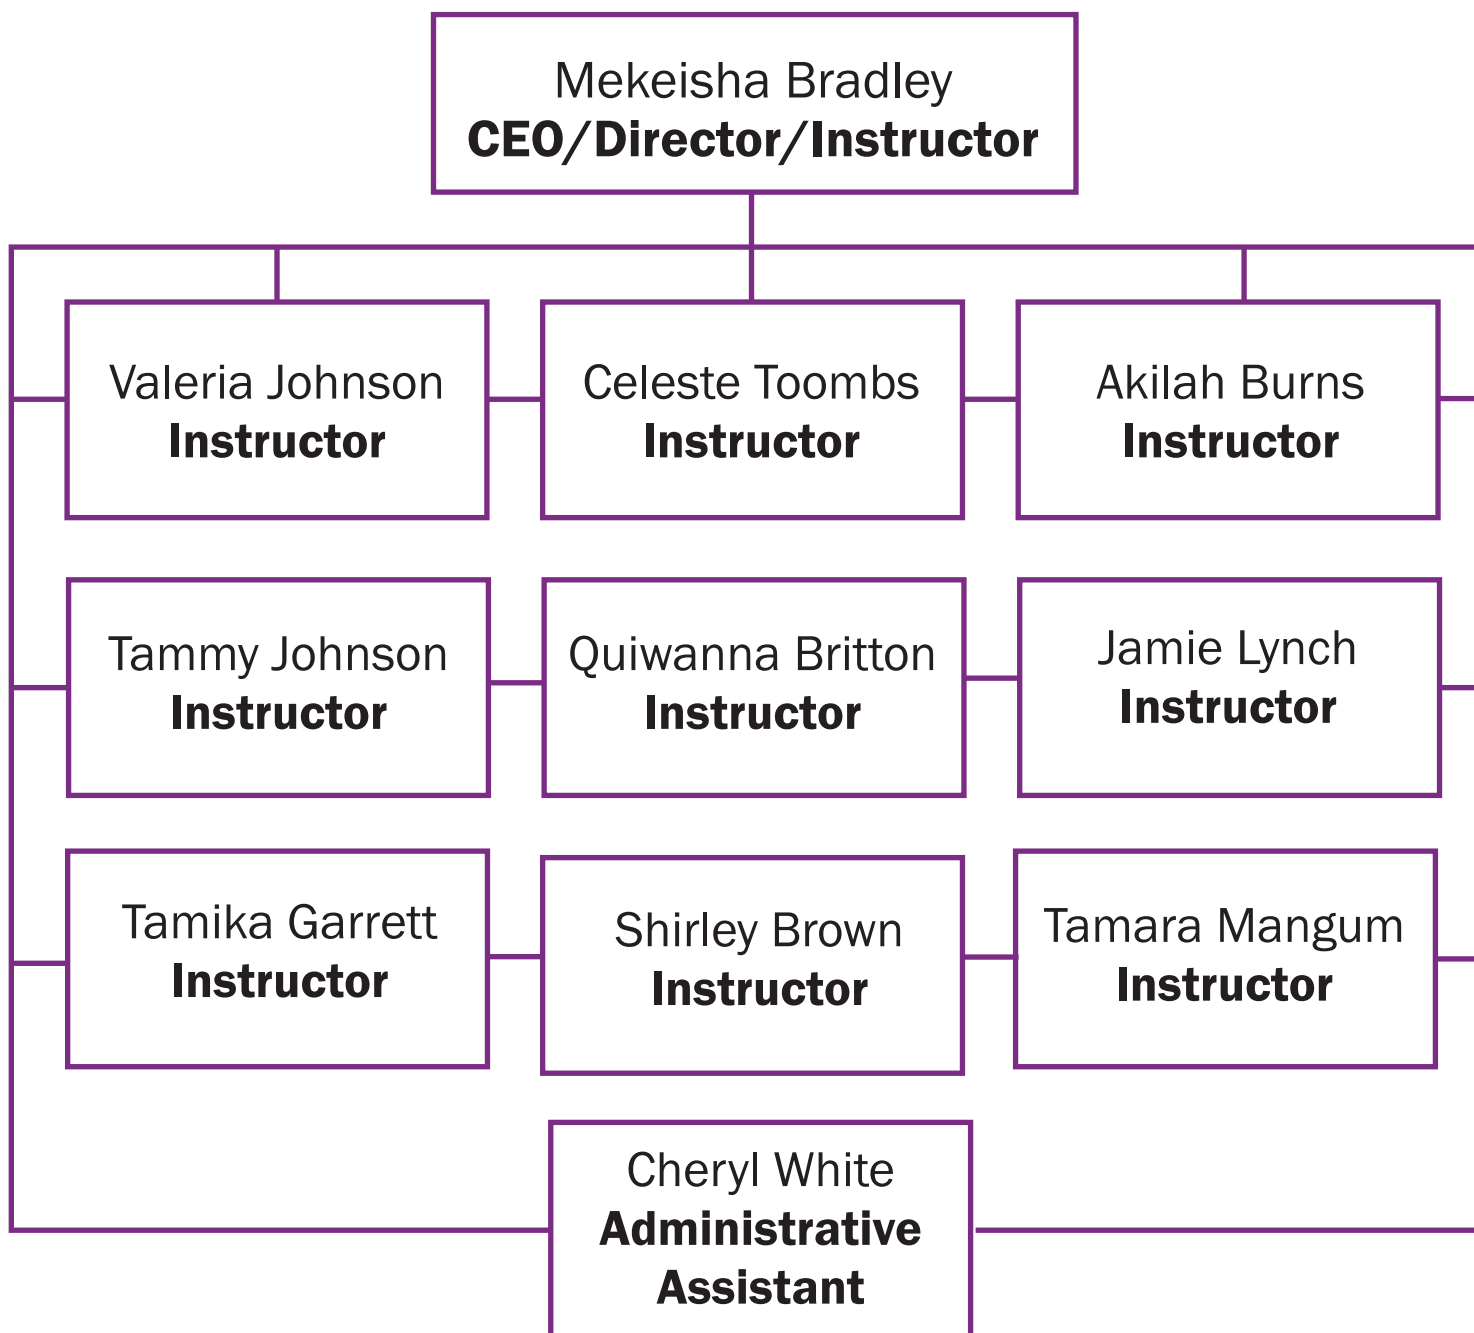 Mekeisha Bradley
CEO/Director/Instructor
Valeria Johnson
Instructor
Celeste Toombs
Instructor
Akilah Burns
Instructor
Tammy Johnson
Instructor
Quiwanna Britton
Instructor
Jamie Lynch
Instructor
Tamika Garrett
Instructor
Shirley Brown
Instructor
Tamara Mangum
Instructor
Cheryl White
Administrative
Assistant